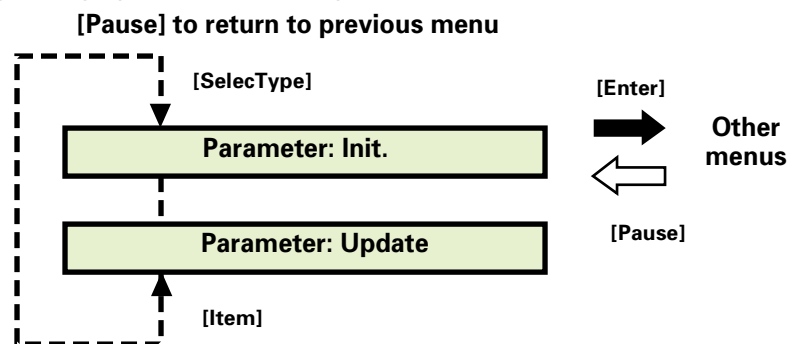 [Pause] to return to previous menu
[SelecType]
[Enter]
Parameter: Init.
Other
menus
Parameter: Update
[Pause]
[Item]